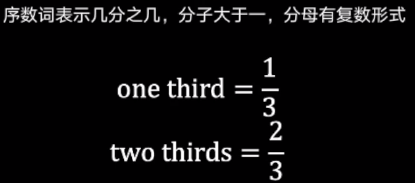 序数词表示几分之几，分子大于一，分母有复数形式
one third = 1/3
two thirds = 2/3